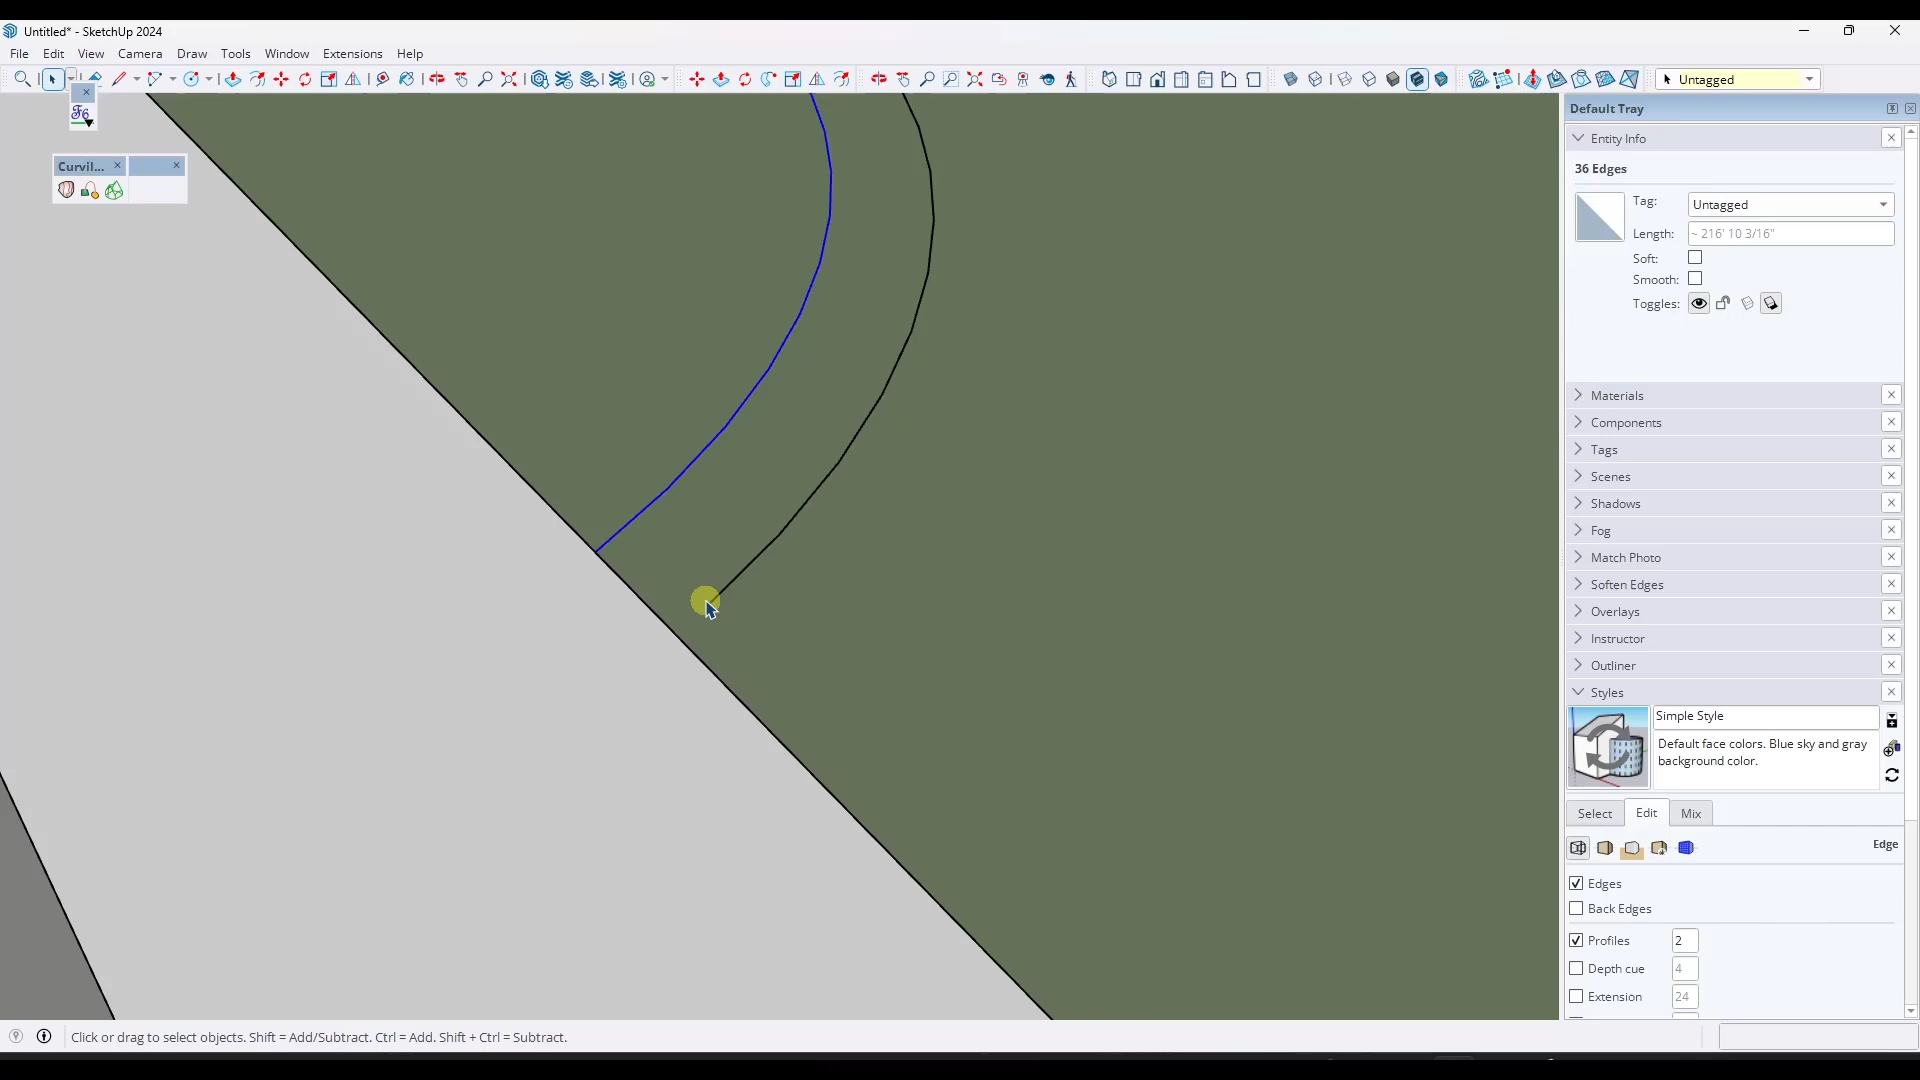 Untitled* - SketchUp 2024
File Edit View Camera Draw Tools Window Extensions Help
Untagged
Default Tray
Curvil...
Entity Info
36 Edges
Tag: Untagged
Length: ~ 216' 10 3/16"
Soft:
Smooth:
Toggles:
Materials
Components
Tags
Scenes
Shadows
Fog
Match Photo
Soften Edges
Overlays
Instructor
Outliner
Styles
Simple Style
Default face colors. Blue sky and gray
background color.
Select Edit Mix
Edge
Edges
Back Edges
Profiles 2
Depth cue 4
Extension 24
Click or drag to select objects. Shift = Add/Subtract. Ctrl = Add. Shift + Ctrl = Subtract.